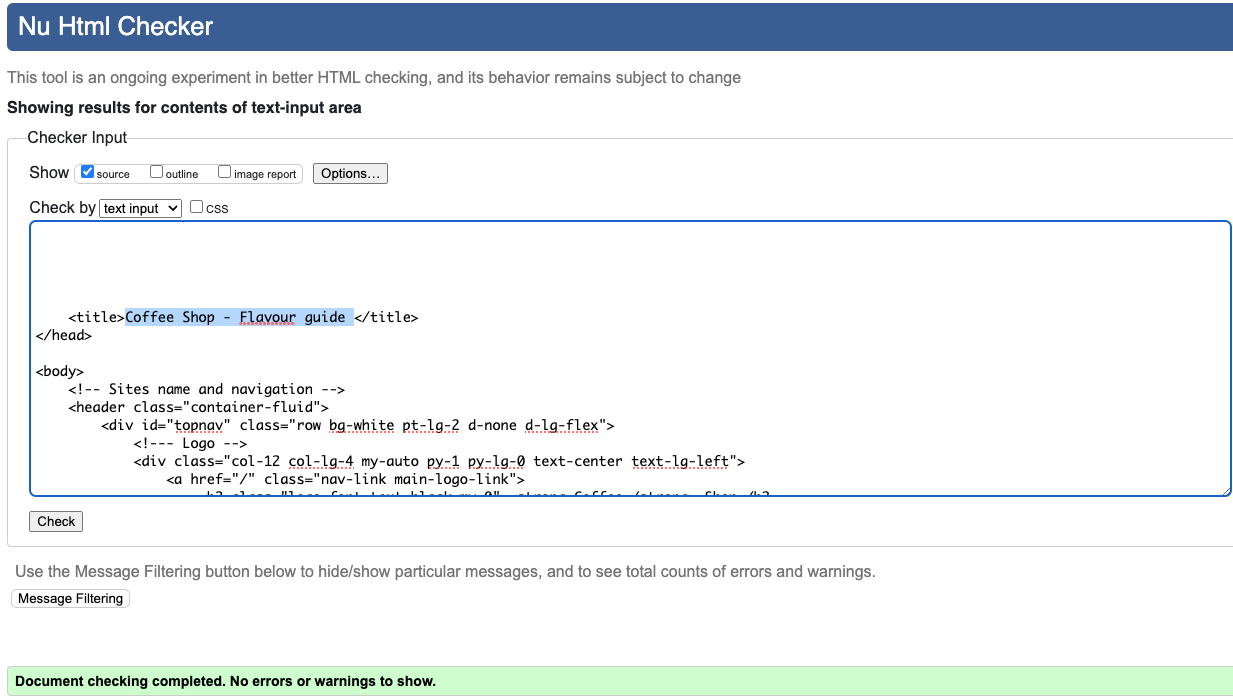 Nu Html Checker
This tool is an ongoing experiment in better HTML checking, and its behavior remains subject to change
Showing results for contents of text-input area
Checker Input
Show source outline image report Options...
Check by text input CSS
<title>Coffee Shop - Flavour guide </title>
</head>
<body>
<!-- Sites name and navigation -->
<header class="container-fluid">
<div id="topnav" class="row bg-white pt-lg-2 d-none d-lg-flex">
<!--- Logo -->
<div class="col-12 col-lg-4 my-auto py-1 py-lg-0 text-center text-lg-left">
<a href="/" class="nav-link main-logo-link">
Check
Use the Message Filtering button below to hide/show particular messages, and to see total counts of errors and warnings.
Message Filtering
Document checking completed. No errors or warnings to show.